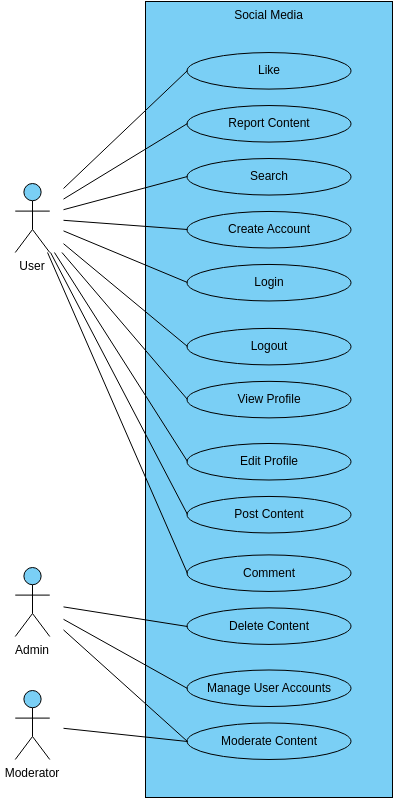 Social Media
Like
Report Content
Search
Create Account
Login
User
Logout
View Profile
Edit Profile
Post Content
Comment
Delete Content
Admin
Manage User Accounts
Moderate Content
Moderator